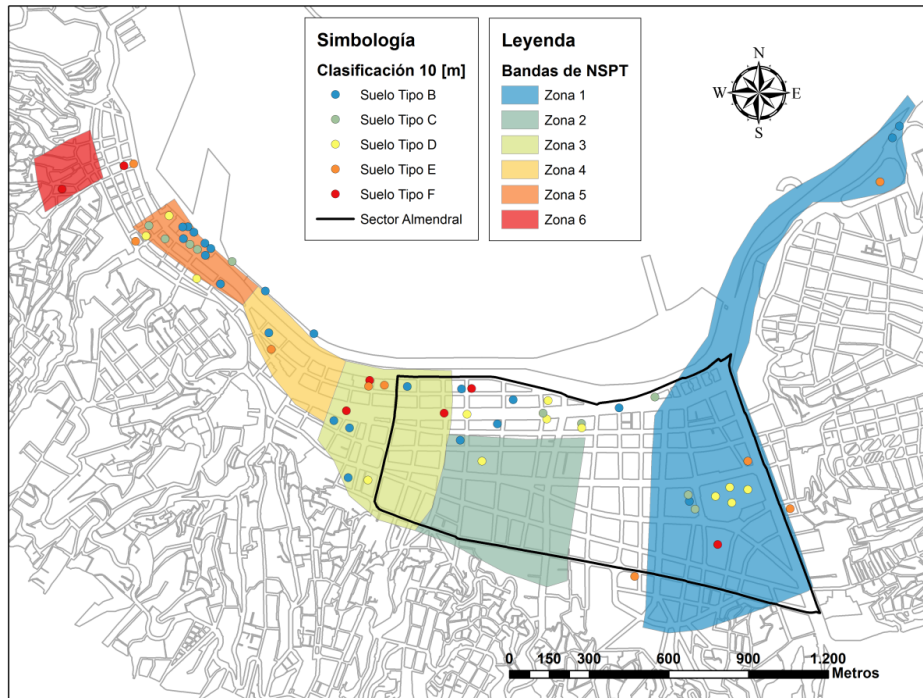 Simbología
Clasificación 10 [m]
Suelo Tipo B
Suelo Tipo C
Suelo Tipo D
Suelo Tipo E
Suelo Tipo F
Sector Almendral
Leyenda
Bandas de NSPT
Zona 1
Zona 2
Zona 3
Zona 4
Zona 5
Zona 6
N
W E
S
0 150 300 600 900 1.200
Metros